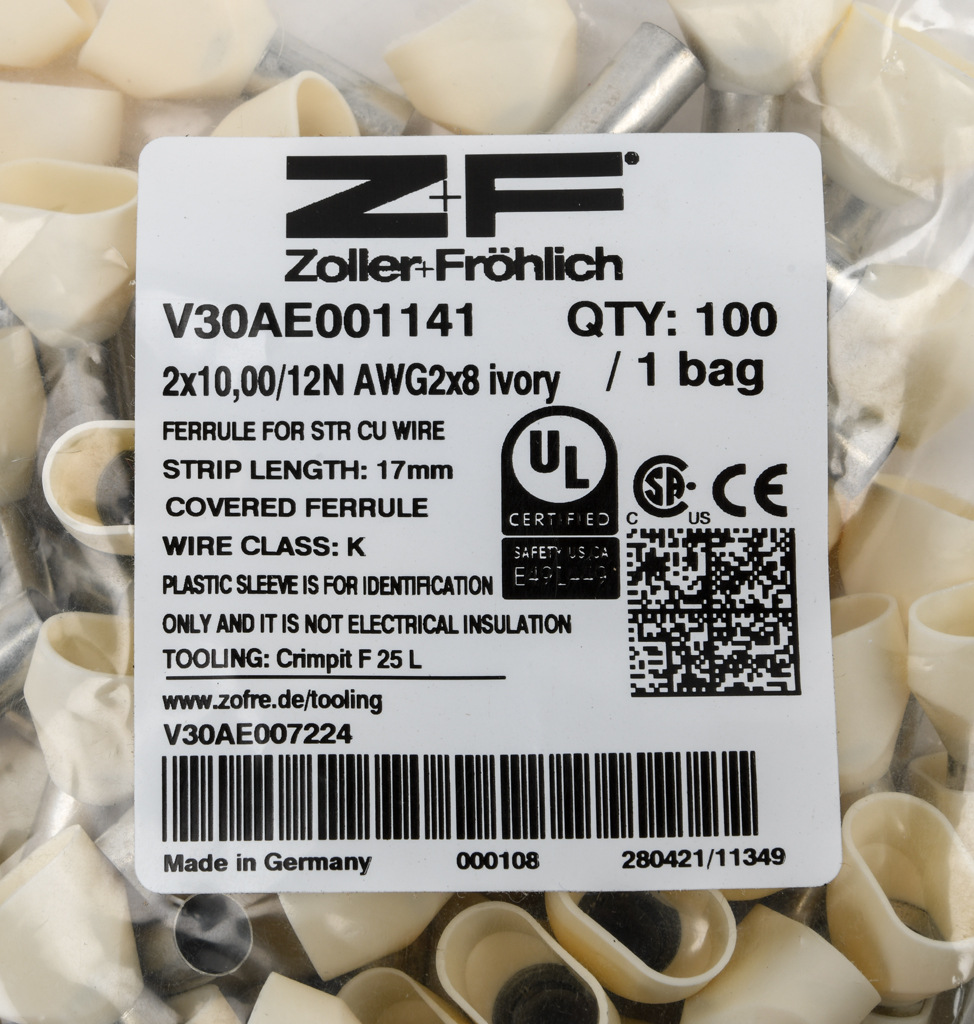 Z+F
Zoller+Fröhlich
V30AE001141 QTY: 100
2x10,00/12N AWG2x8 ivory / 1 bag
FERRULE FOR STR CU WIRE
STRIP LENGTH: 17mm
COVERED FERRULE
WIRE CLASS: K
PLASTIC SLEEVE IS FOR IDENTIFICATION
ONLY AND IT IS NOT ELECTRICAL INSULATION
TOOLING: Crimpit F 25 L
www.zofre.de/tooling
V30AE007224
UL
CERTIFIED
SAFETY US CA
SA
C US
CE
Made in Germany 000108 280421/11349